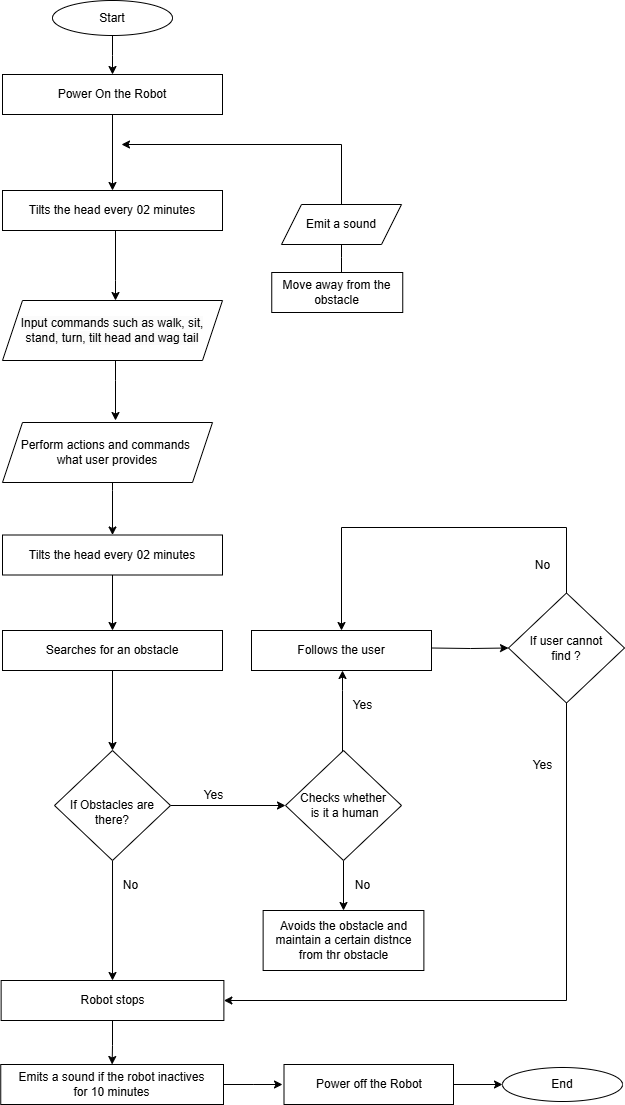 Start
Power On the Robot
Tilts the head every 02 minutes
Emit a sound
Move away from the
obstacle
Input commands such as walk, sit,
stand, turn, tilt head and wag tail
Perform actions and commands
what user provides
Tilts the head every 02 minutes
No
Searches for an obstacle
Follows the user
If user cannot
find ?
Yes
Yes
If Obstacles are
there?
Yes
Checks whether
is it a human
No
No
Avoids the obstacle and
maintain a certain distnce
from thr obstacle
Robot stops
Emits a sound if the robot inactives
for 10 minutes
Power off the Robot
End